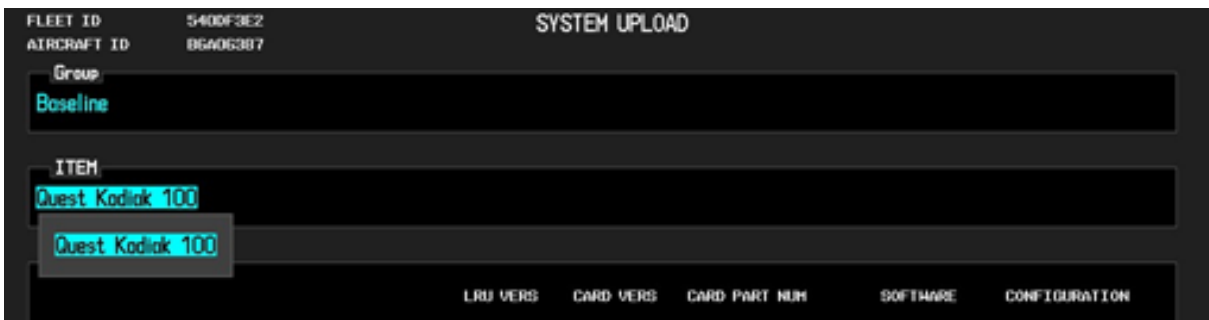 FLEET ID 540DF3E2 SYSTEM UPLOAD
AIRCRAFT ID B6A06387
Group
Baseline
ITEM
Quest Kodiak 100
Quest Kodiak 100
LRU VERS CARD VERS CARD PART NUM SOFTWARE CONFIGURATION